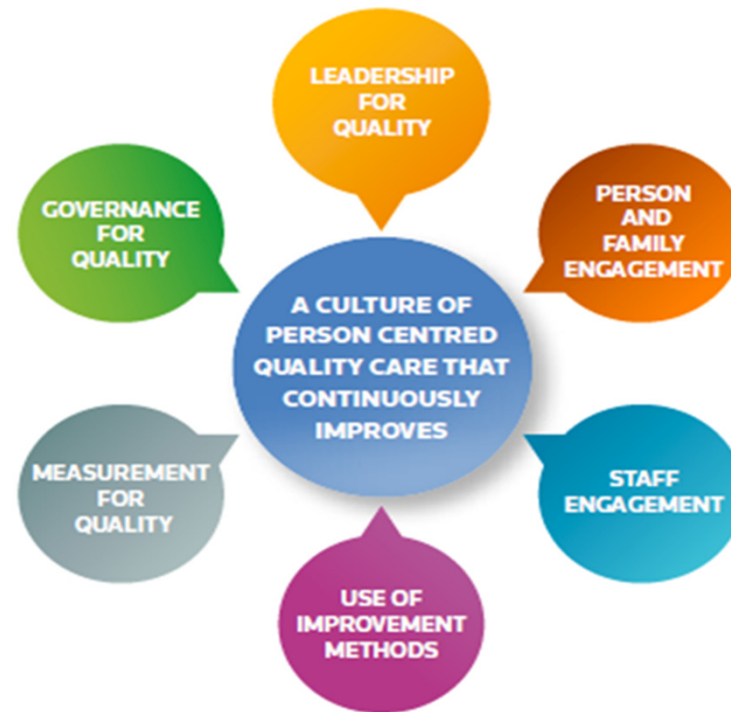 LEADERSHIP
FOR
QUALITY
PERSON
AND
FAMILY
ENGAGEMENT
STAFF
ENGAGEMENT
USE OF
IMPROVEMENT
METHODS
MEASUREMENT
FOR
QUALITY
GOVERNANCE
FOR
QUALITY
A CULTURE OF
PERSON CENTRED
QUALITY CARE THAT
CONTINUOUSLY
IMPROVES